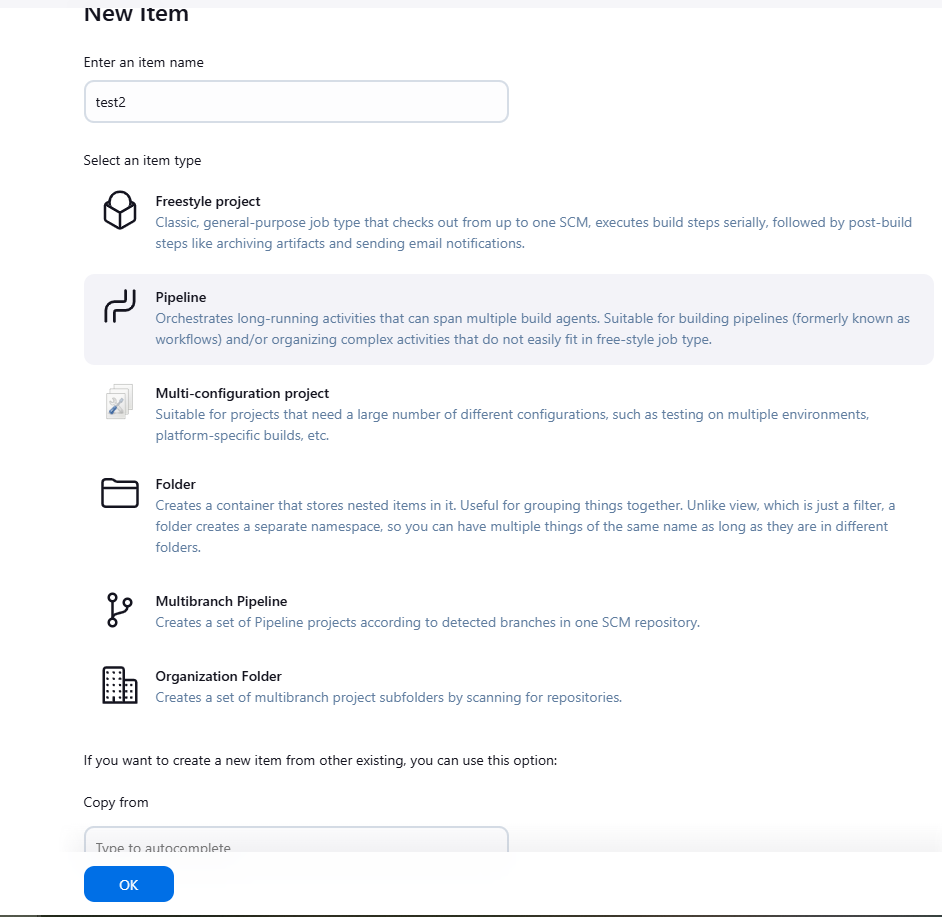 New Item
Enter an item name
test2
Select an item type
Freestyle project
Classic, general-purpose job type that checks out from up to one SCM, executes build steps serially, followed by post-build
steps like archiving artifacts and sending email notifications.
Pipeline
Orchestrates long-running activities that can span multiple build agents. Suitable for building pipelines (formerly known as
workflows) and/or organizing complex activities that do not easily fit in free-style job type.
Multi-configuration project
Suitable for projects that need a large number of different configurations, such as testing on multiple environments,
platform-specific builds, etc.
Folder
Creates a container that stores nested items in it. Useful for grouping things together. Unlike view, which is just a filter, a
folder creates a separate namespace, so you can have multiple things of the same name as long as they are in different
folders.
Multibranch Pipeline
Creates a set of Pipeline projects according to detected branches in one SCM repository.
Organization Folder
Creates a set of multibranch project subfolders by scanning for repositories.
If you want to create a new item from other existing, you can use this option:
Copy from
Type to autocomplete
OK